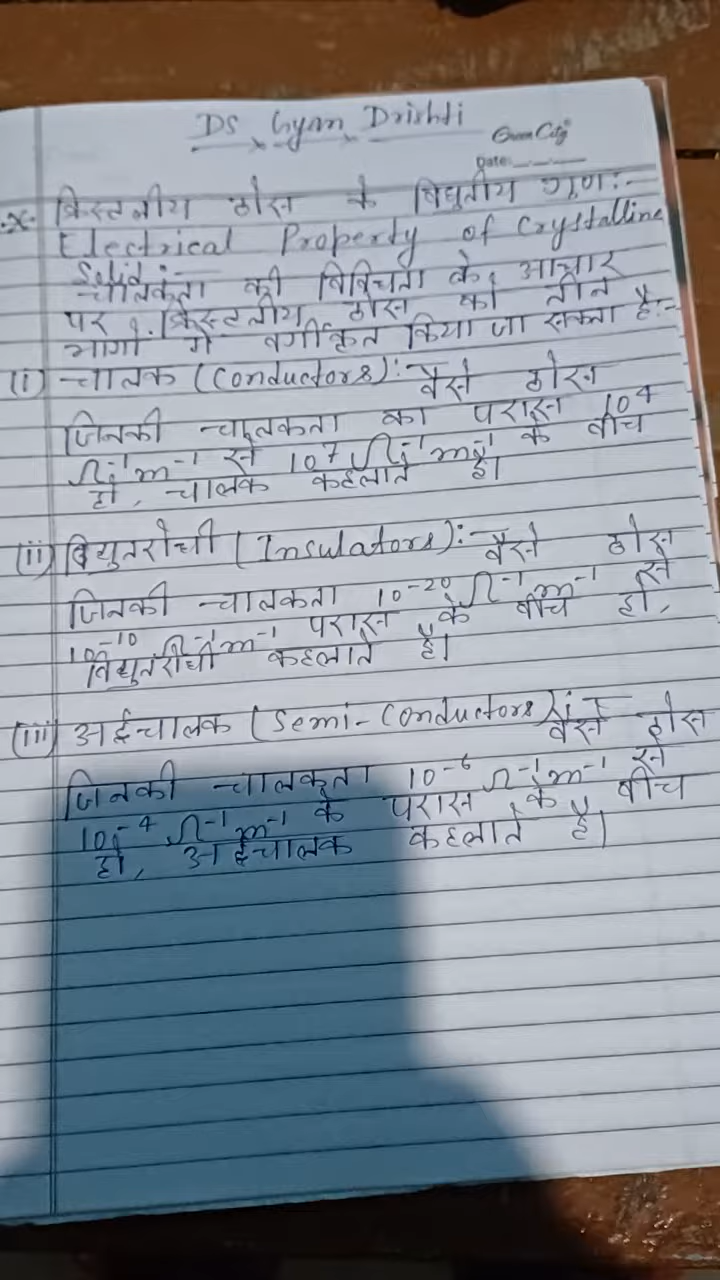 DS Gyan Drishti
Green City
Date:
क्रिस्टलीय ठोस के विधुतीय गुण:-
Electrical Property of Crystalline
Solid:-
चालकता की विविधता के आधार
पर क्रिस्टलीय ठोस को तीन
भागों में वर्गीकृत किया जा सकता है:-
(i) चालक (Conductors):- वैसे ठोस
जिनकी चालकता का परास 10⁴
Ω⁻¹m⁻¹ से 10⁷ Ω⁻¹m⁻¹ के बीच
हो, चालक कहलाते है।
(ii) विद्युतरोधी (Insulators):- वैसे ठोस
जिनकी चालकता 10⁻²⁰ Ω⁻¹m⁻¹ से
10⁻¹⁰ Ω⁻¹m⁻¹ परास के बीच हो,
विद्युतरोधी कहलाते है।
(iii) अर्द्धचालक (Semi-Conductors):- वैसे ठोस
जिनकी चालकता 10⁻⁶ Ω⁻¹m⁻¹ से
10⁻⁴ Ω⁻¹m⁻¹ के परास के बीच
हो, अर्द्धचालक कहलाते है।